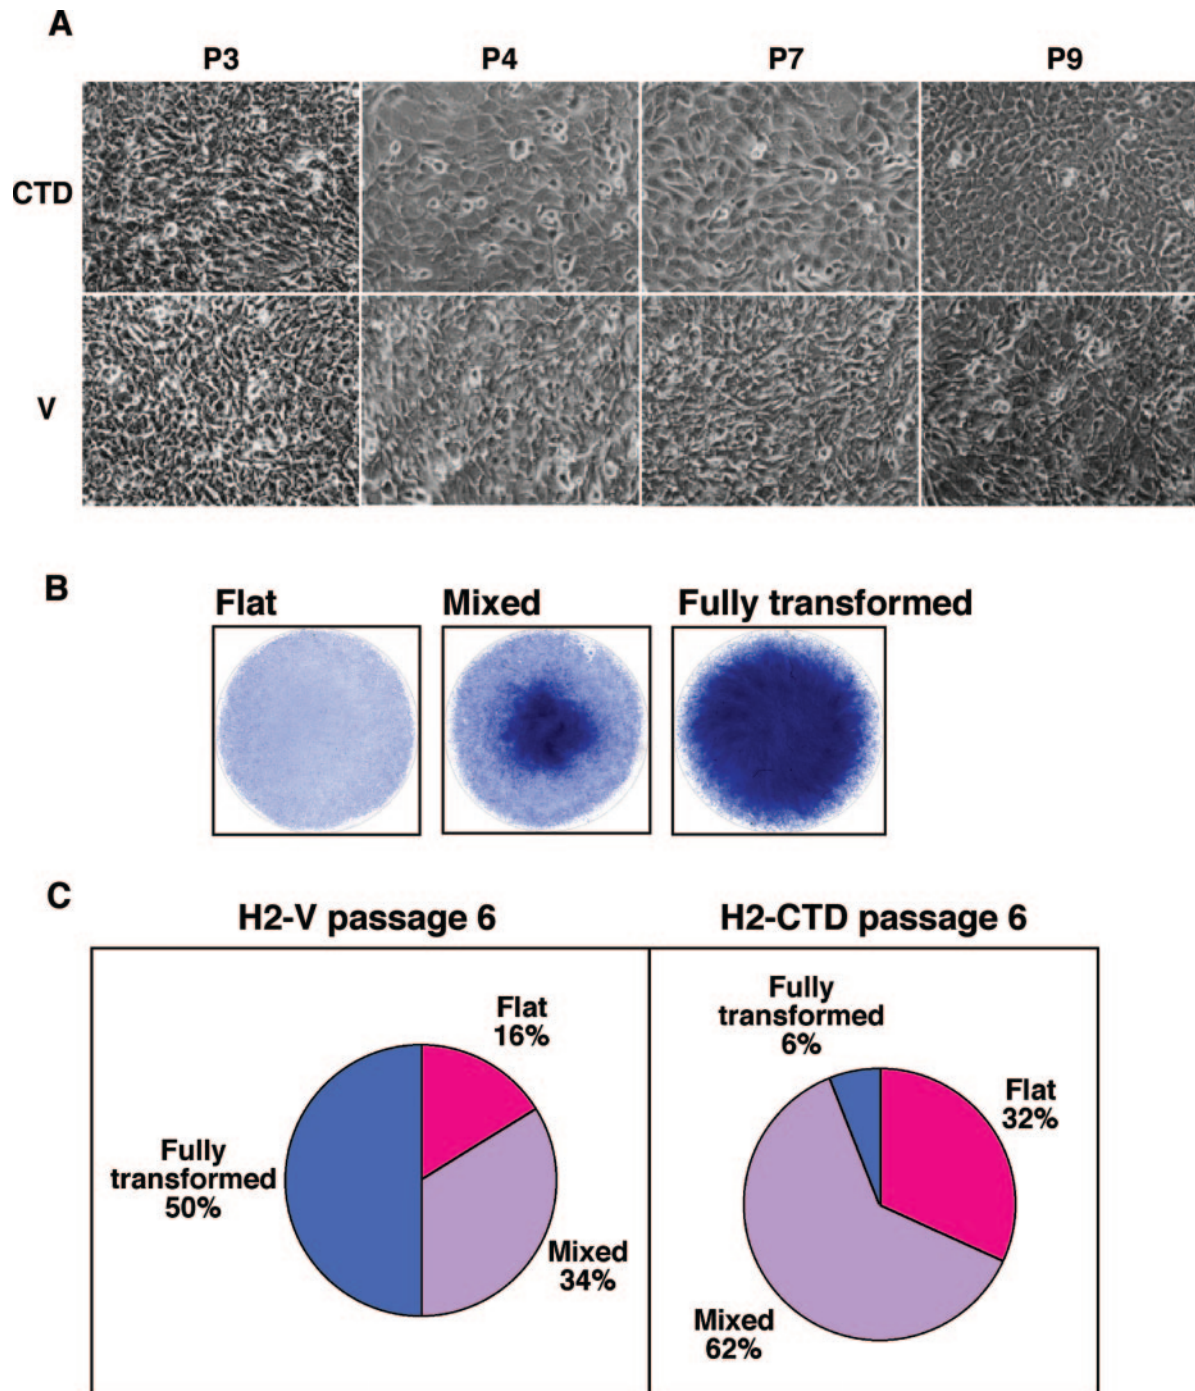 A
P3 P4 P7 P9
CTD
V
B
Flat Mixed Fully transformed
C
H2-V passage 6
H2-CTD passage 6
Flat
16%
Fully
transformed
50%
Mixed
34%
Fully
transformed
6%
Flat
32%
Mixed
62%